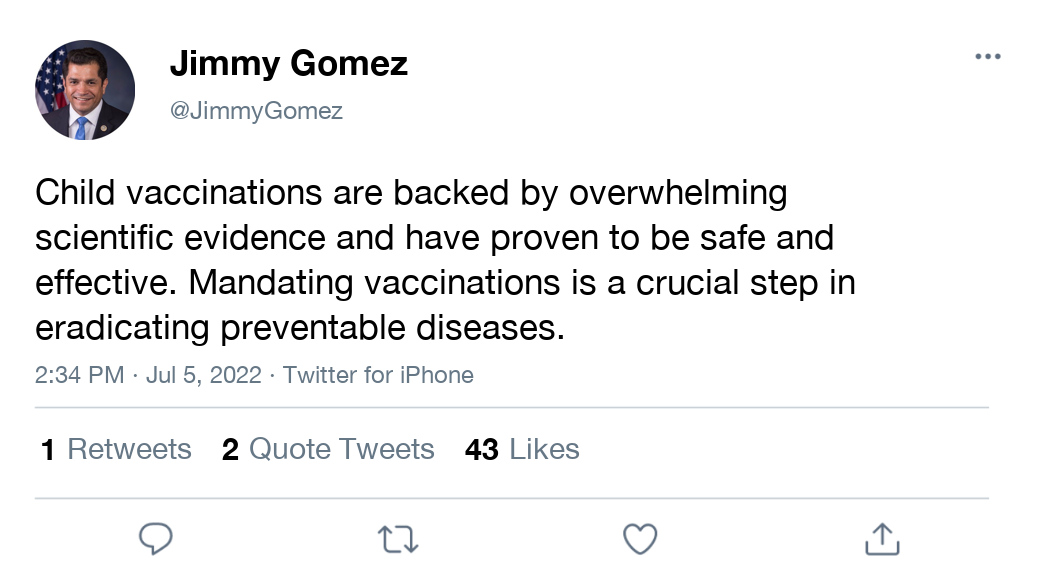 Jimmy Gomez
@JimmyGomez
Child vaccinations are backed by overwhelming
scientific evidence and have proven to be safe and
effective. Mandating vaccinations is a crucial step in
eradicating preventable diseases.
2:34 PM · Jul 5, 2022 · Twitter for iPhone
1 Retweets 2 Quote Tweets 43 Likes